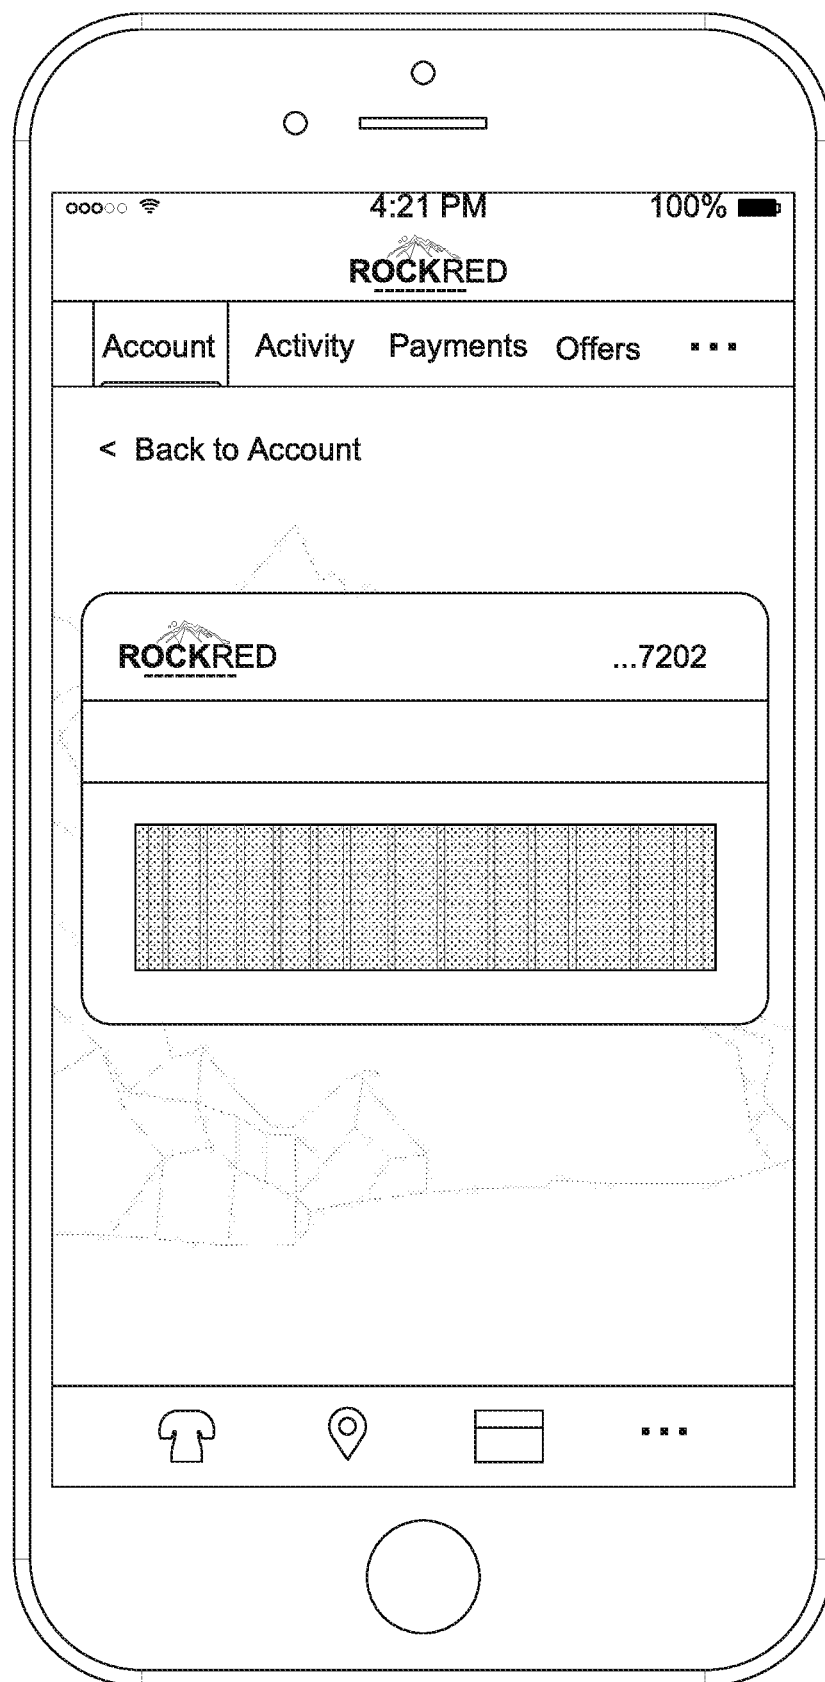 4:21 PM 100%
ROCKRED
Account Activity Payments Offers ...
< Back to Account
ROCKRED ...7202
...